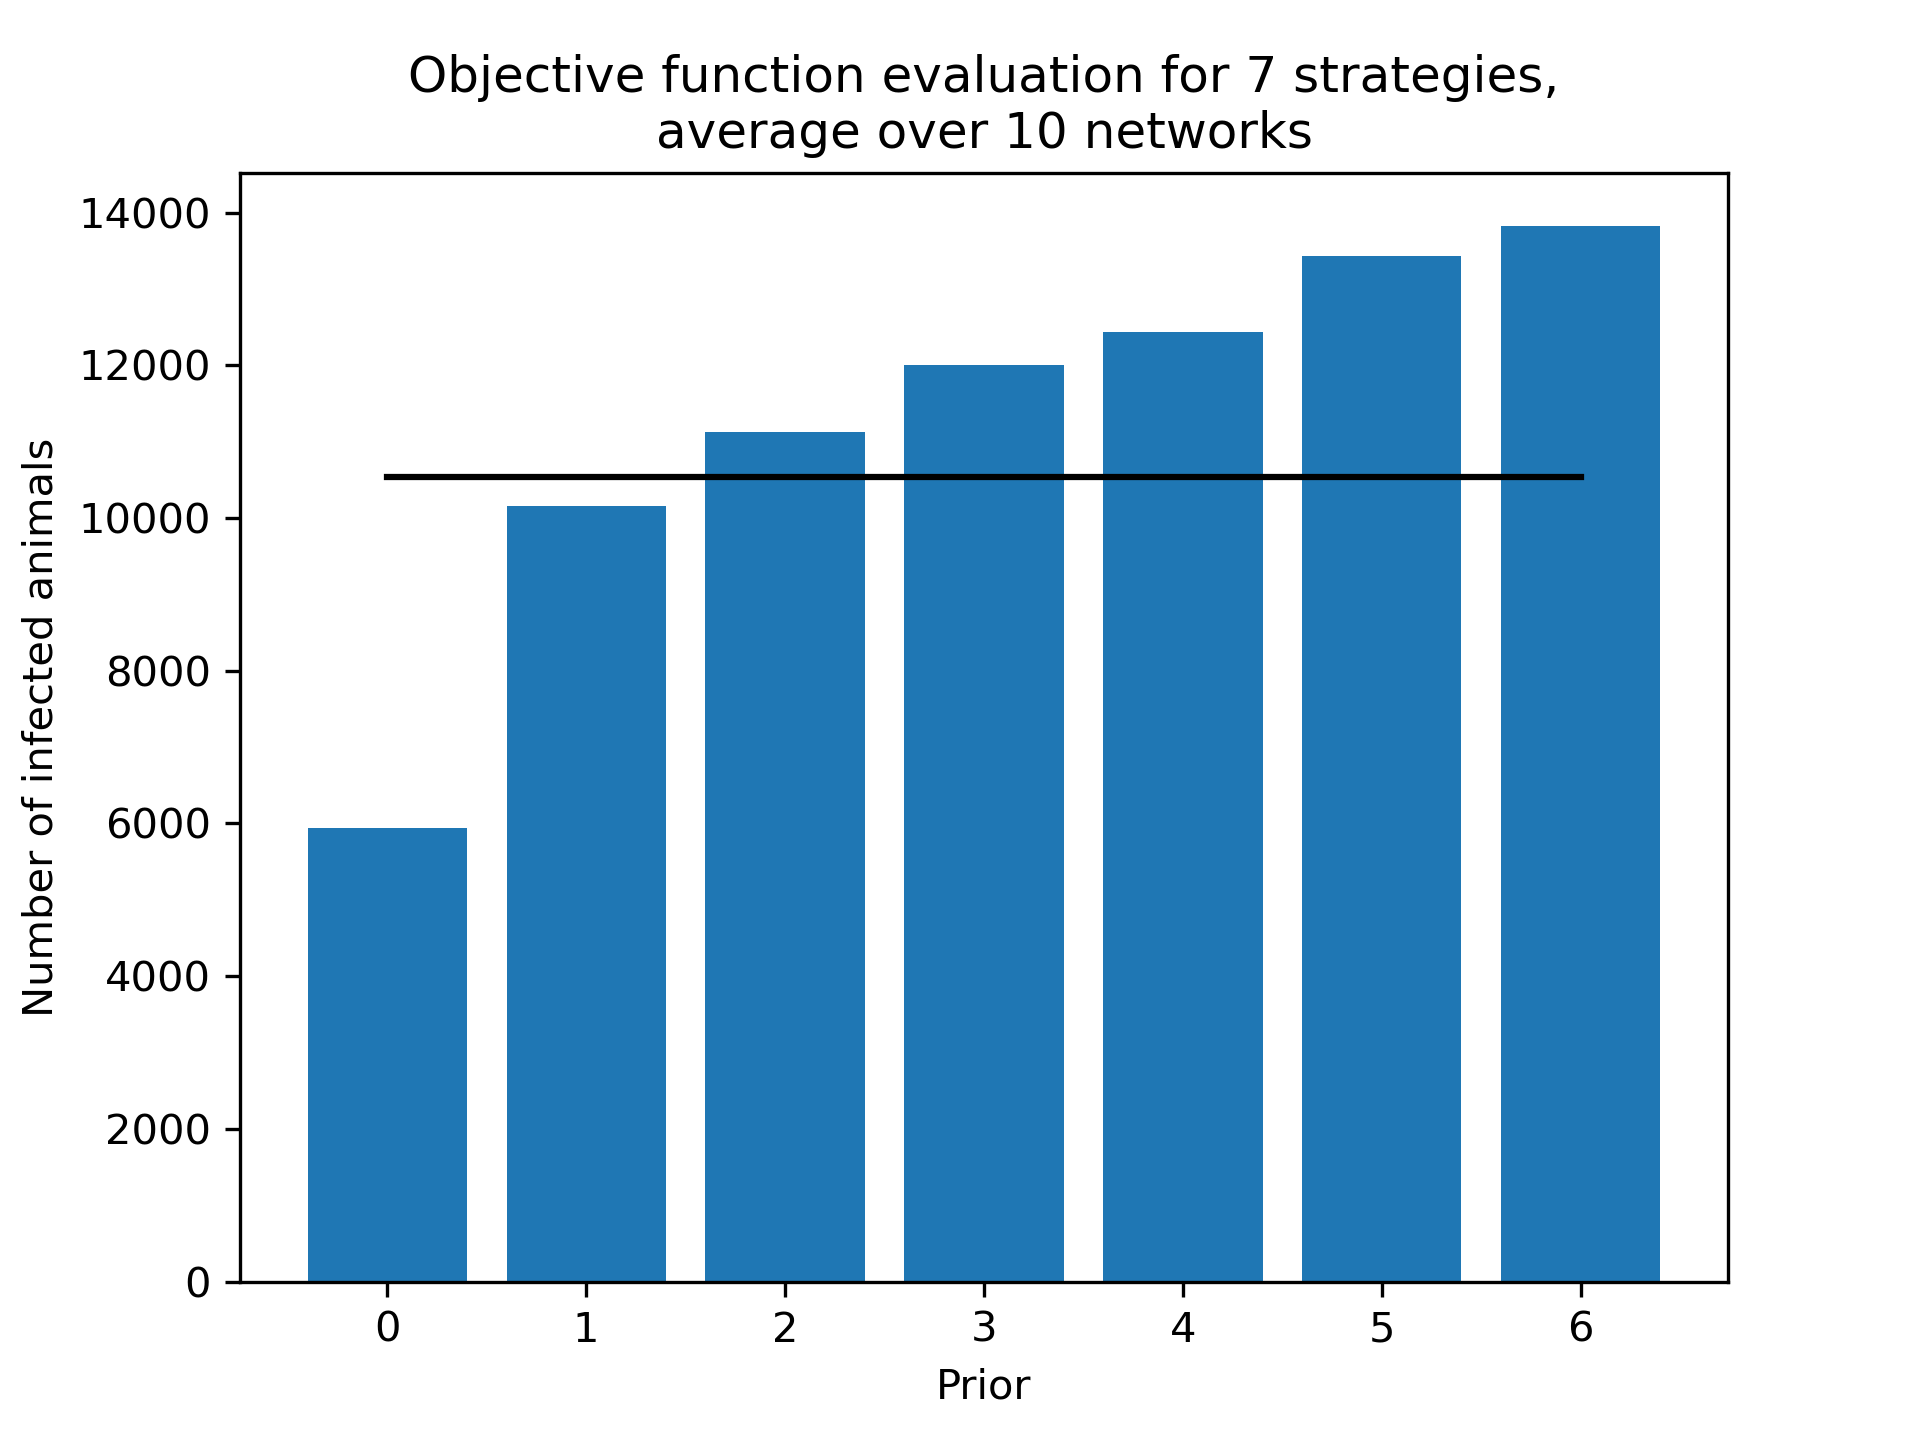 Objective function evaluation for 7 strategies,
average over 10 networks
14000
12000
10000
8000
6000
4000
2000
0
Number of infected animals
0 1 2 3 4 5 6
Prior